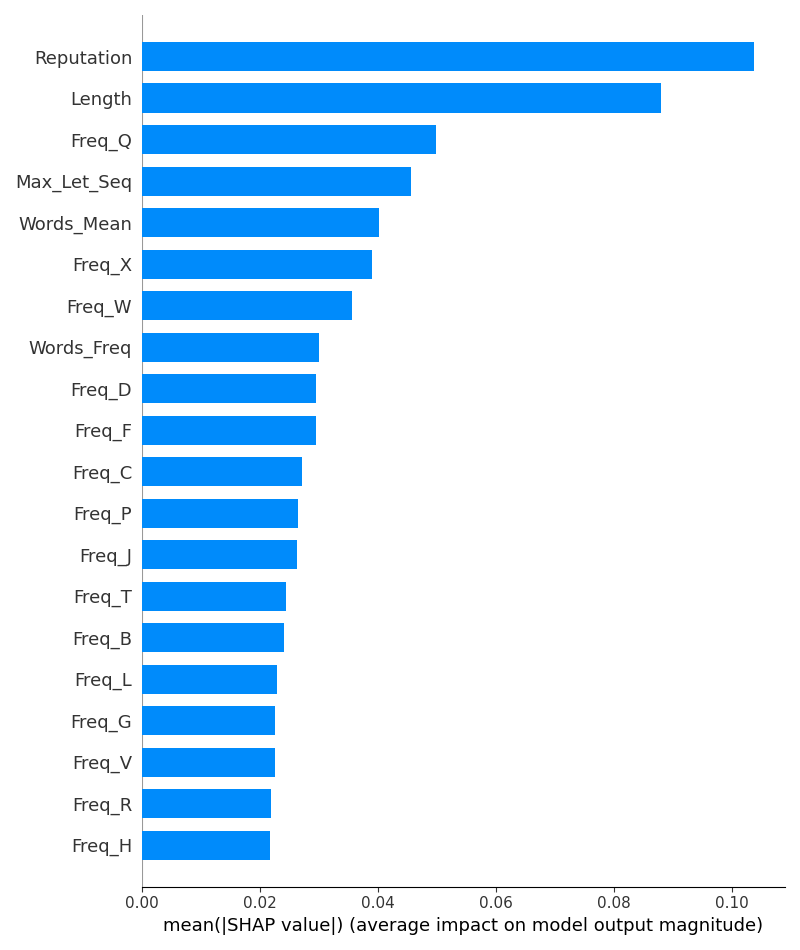 Reputation
Length
Freq_Q
Max_Let_Seq
Words_Mean
Freq_X
Freq_W
Words_Freq
Freq_D
Freq_F
Freq_C
Freq_P
Freq_J
Freq_T
Freq_B
Freq_L
Freq_G
Freq_V
Freq_R
Freq_H
0.00 0.02 0.04 0.06 0.08 0.10
mean(|SHAP value|) (average impact on model output magnitude)